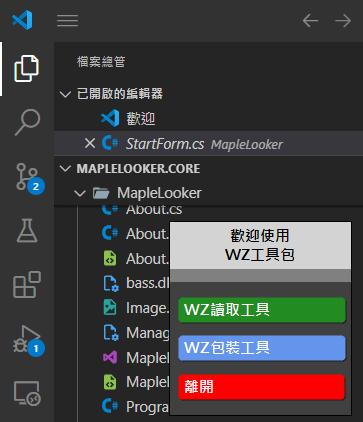 檔案總管
已開啟的編輯器
歡迎
StartForm.cs MapleLooker
MAPLELOOKER.CORE
MapleLooker
About.cs
About.
About.
bass.dl
Image.
Manag
Maplel
Maplel
Progra
歡迎使用
WZ工具包
WZ讀取工具
WZ包裝工具
離開
2
1